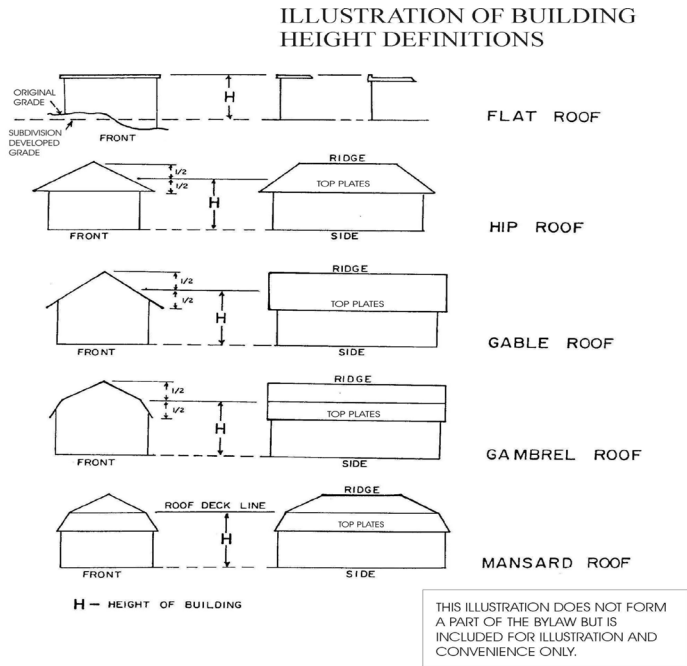 ILLUSTRATION OF BUILDING
HEIGHT DEFINITIONS
ORIGINAL
GRADE
SUBDIVISION
DEVELOPED
GRADE
FRONT
H
FLAT ROOF
RIDGE
1/2
1/2
TOP PLATES
H
FRONT
SIDE
HIP ROOF
RIDGE
1/2
1/2
TOP PLATES
H
FRONT
SIDE
GABLE ROOF
RIDGE
1/2
1/2
TOP PLATES
H
FRONT
SIDE
GAMBREL ROOF
RIDGE
ROOF DECK LINE
TOP PLATES
H
FRONT
SIDE
MANSARD ROOF
H – HEIGHT OF BUILDING
THIS ILLUSTRATION DOES NOT FORM
A PART OF THE BYLAW BUT IS
INCLUDED FOR ILLUSTRATION AND
CONVENIENCE ONLY.